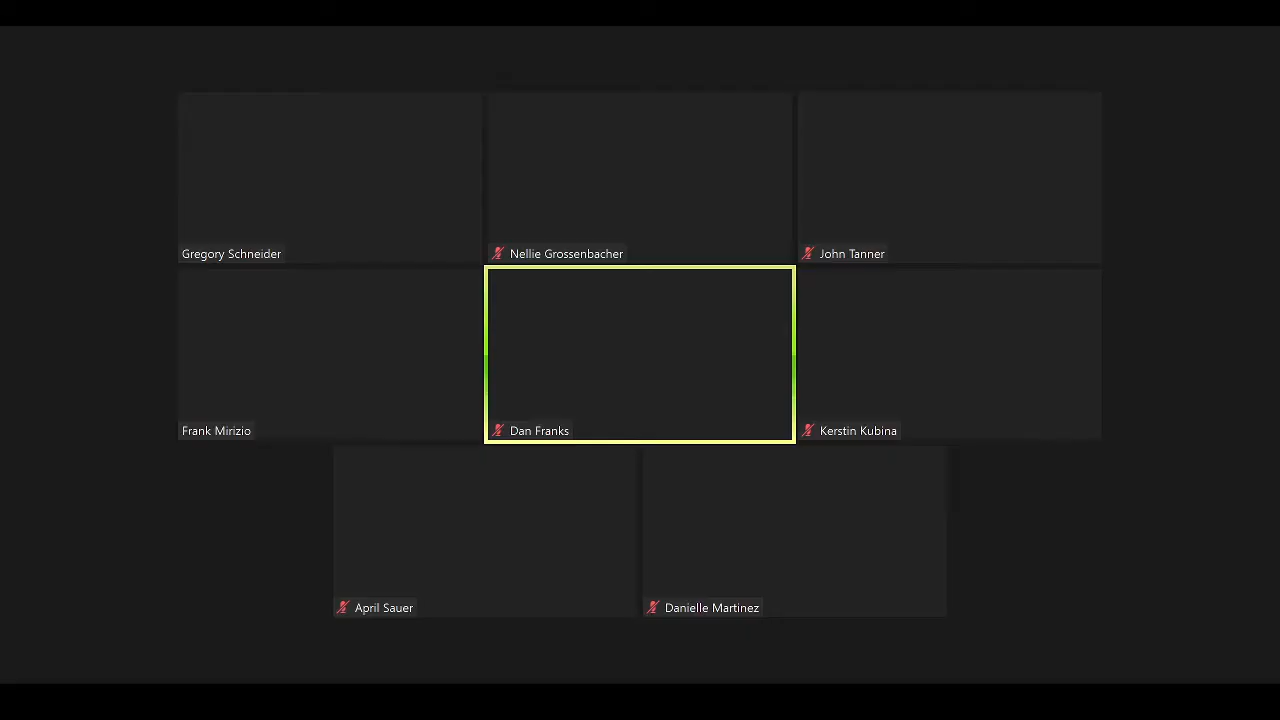 Gregory Schneider
Nellie Grossenbacher
John Tanner
Frank Mirizio
Dan Franks
Kerstin Kubina
April Sauer
Danielle Martinez